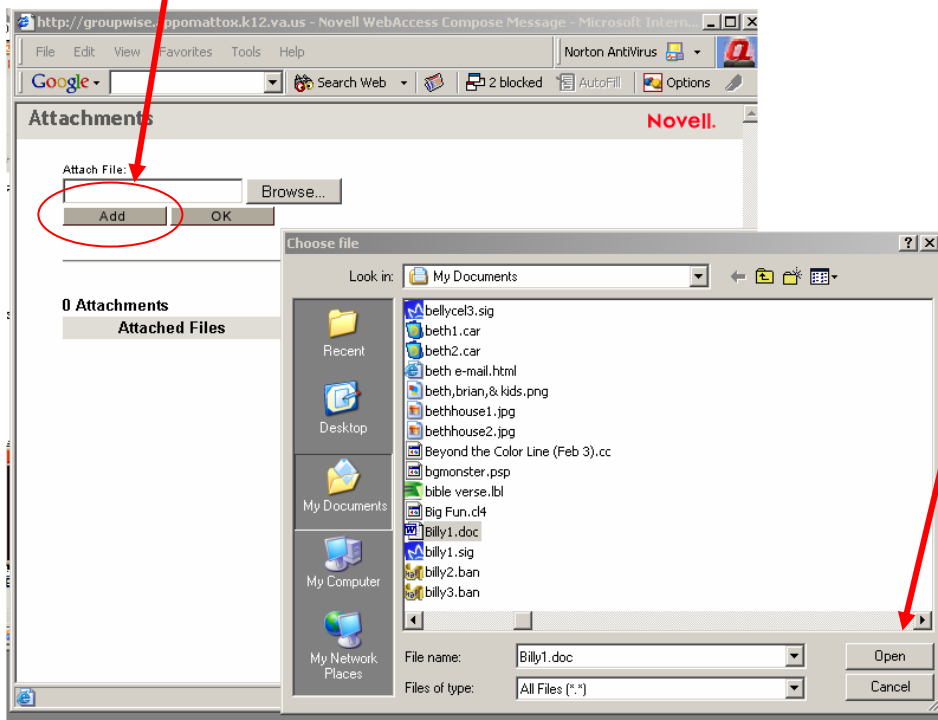 http://groupwise.appomattox.k12.va.us - Novell WebAccess Compose Message - Microsoft Intern...
File Edit View Favorites Tools Help Norton AntiVirus
Google Search Web 2 blocked AutoFill Options
Attachments Novell.
Attach File:
Browse...
Add OK
0 Attachments
Attached Files
Choose file
Look in: My Documents
Recent
Desktop
My Documents
My Computer
My Network
Places
bellycel3.sig
beth1.car
beth2.car
beth e-mail.html
beth,brian,& kids.png
bethhouse1.jpg
bethhouse2.jpg
Beyond the Color Line (Feb 3).cc
bgmonster.psp
bible verse.lbl
Big Fun.cl4
Billy1.doc
billy1.sig
billy2.ban
billy3.ban
File name: Billy1.doc Open
Files of type: All Files (*.*) Cancel